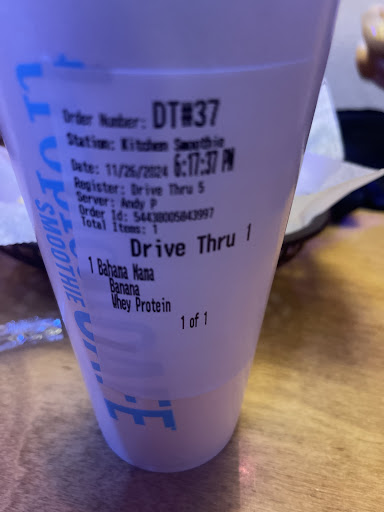 Order Number: DT#37
Station: Kitchen Smoothie
Date: 11/26/2024 6:17:37 PM
Register: Drive Thru 5
Server: Andy P
Order Id: 54430005843997
Total Items: 1
Drive Thru 1
1 Bahama Mama
Banana
Whey Protein
1 of 1
SMOOTHIE